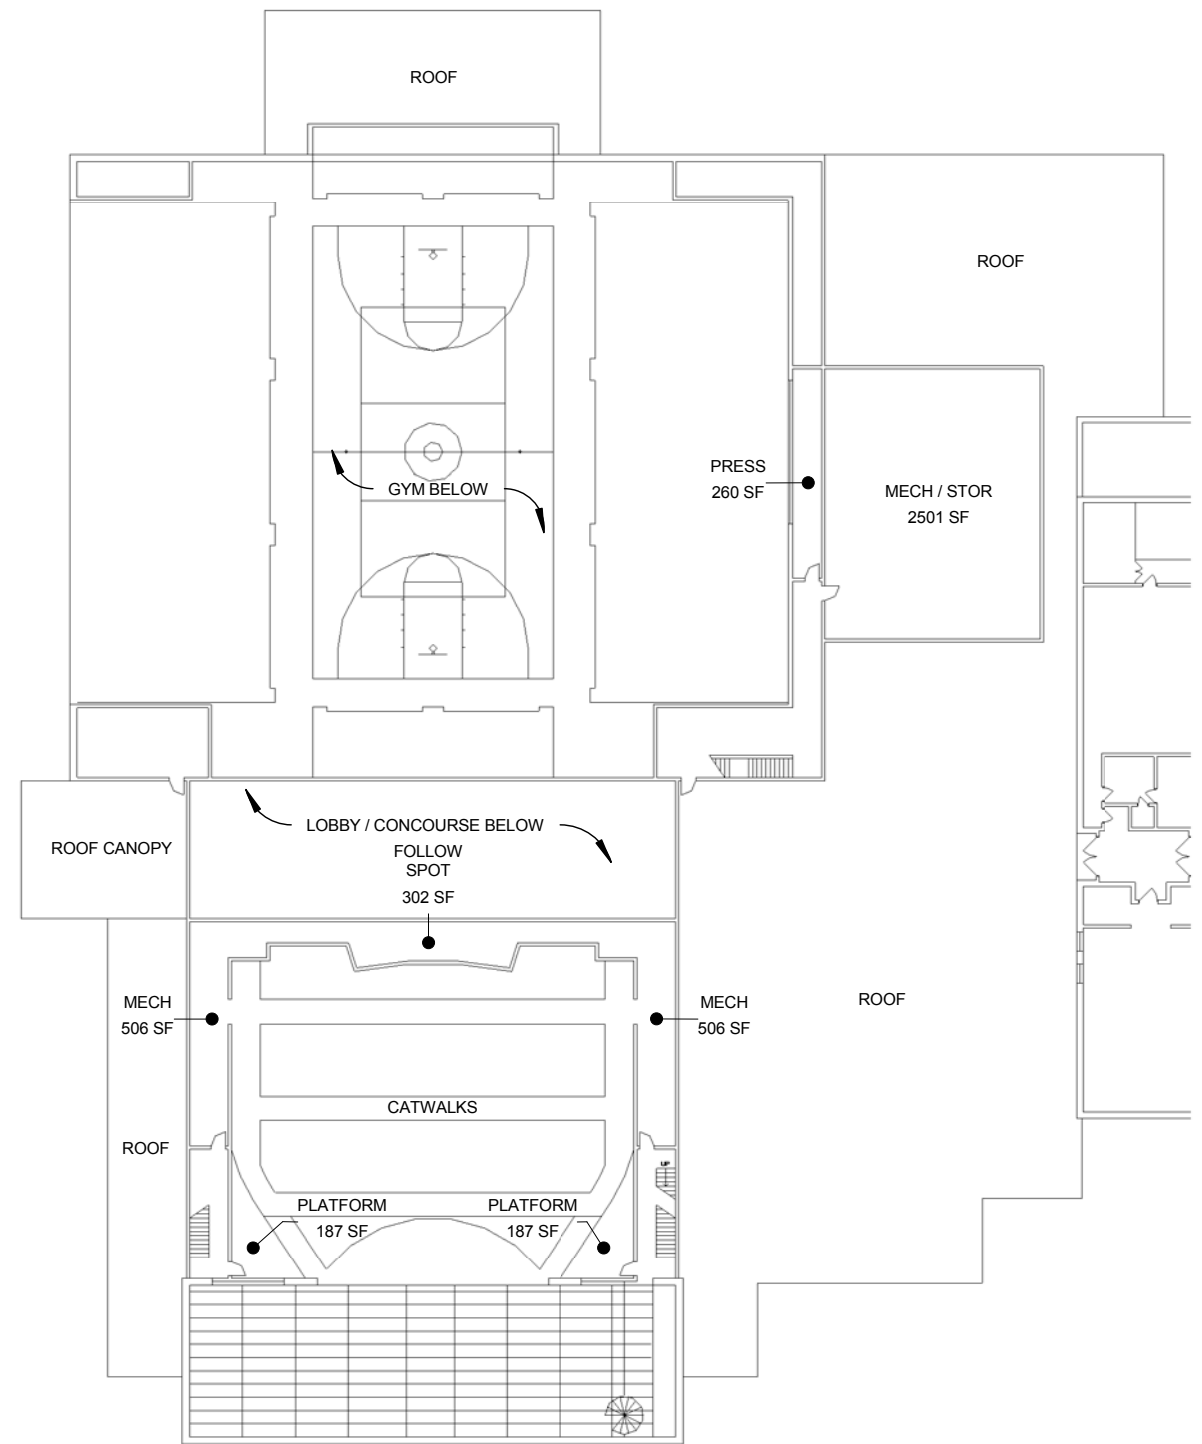 ROOF
ROOF
PRESS
260 SF
MECH / STOR
2501 SF
GYM BELOW
LOBBY / CONCOURSE BELOW
ROOF CANOPY
FOLLOW
SPOT
302 SF
MECH
506 SF
MECH
506 SF
ROOF
CATWALKS
ROOF
UP
PLATFORM
187 SF
PLATFORM
187 SF